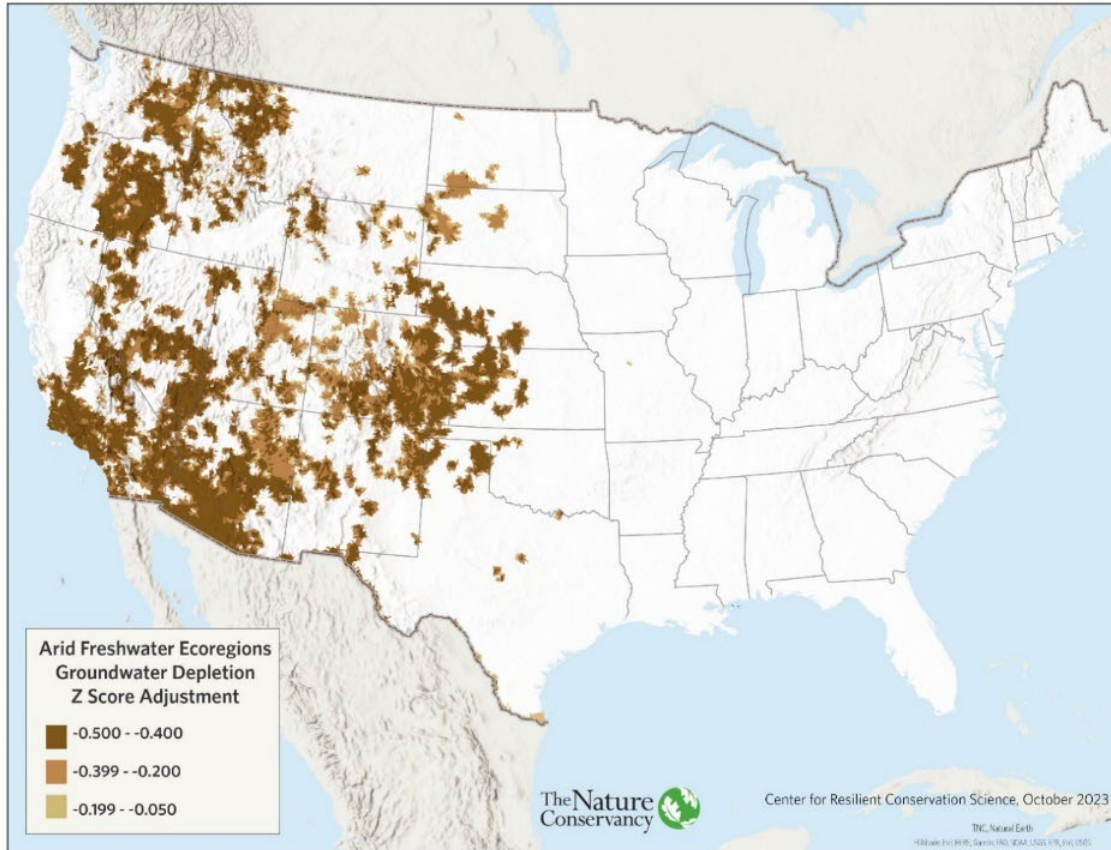 Arid Freshwater Ecoregions
Groundwater Depletion
Z Score Adjustment
-0.500 - -0.400
-0.399 - -0.200
-0.199 - -0.050
The Nature
Conservancy
Center for Resilient Conservation Science, October 2023
TNC, Natural Earth